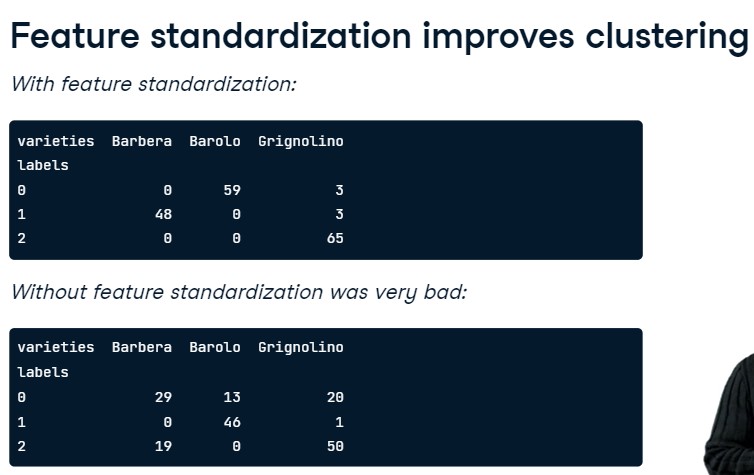 Feature standardization improves clustering
With feature standardization:
varieties Barbera Barolo Grignolino
labels
0 0 59 3
1 48 0 3
2 0 0 65
Without feature standardization was very bad:
varieties Barbera Barolo Grignolino
labels
0 29 13 20
1 0 46 1
2 19 0 50